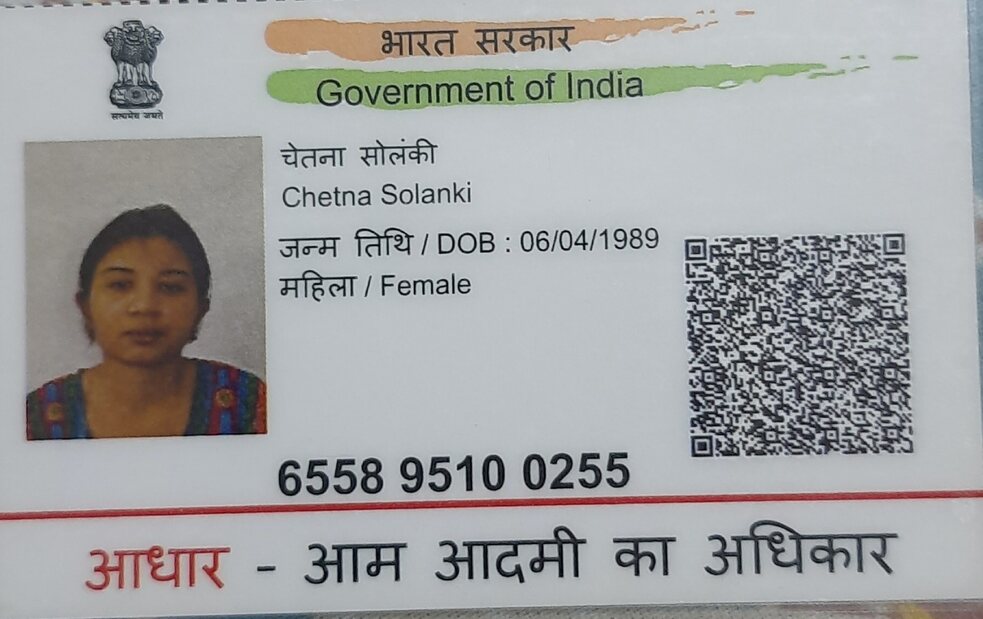 भारत सरकार
Government of India
सत्यमेव जयते
चेतना सोलंकी
Chetna Solanki
जन्म तिथि / DOB : 06/04/1989
महिला / Female
6558 9510 0255
आधार - आम आदमी का अधिकार